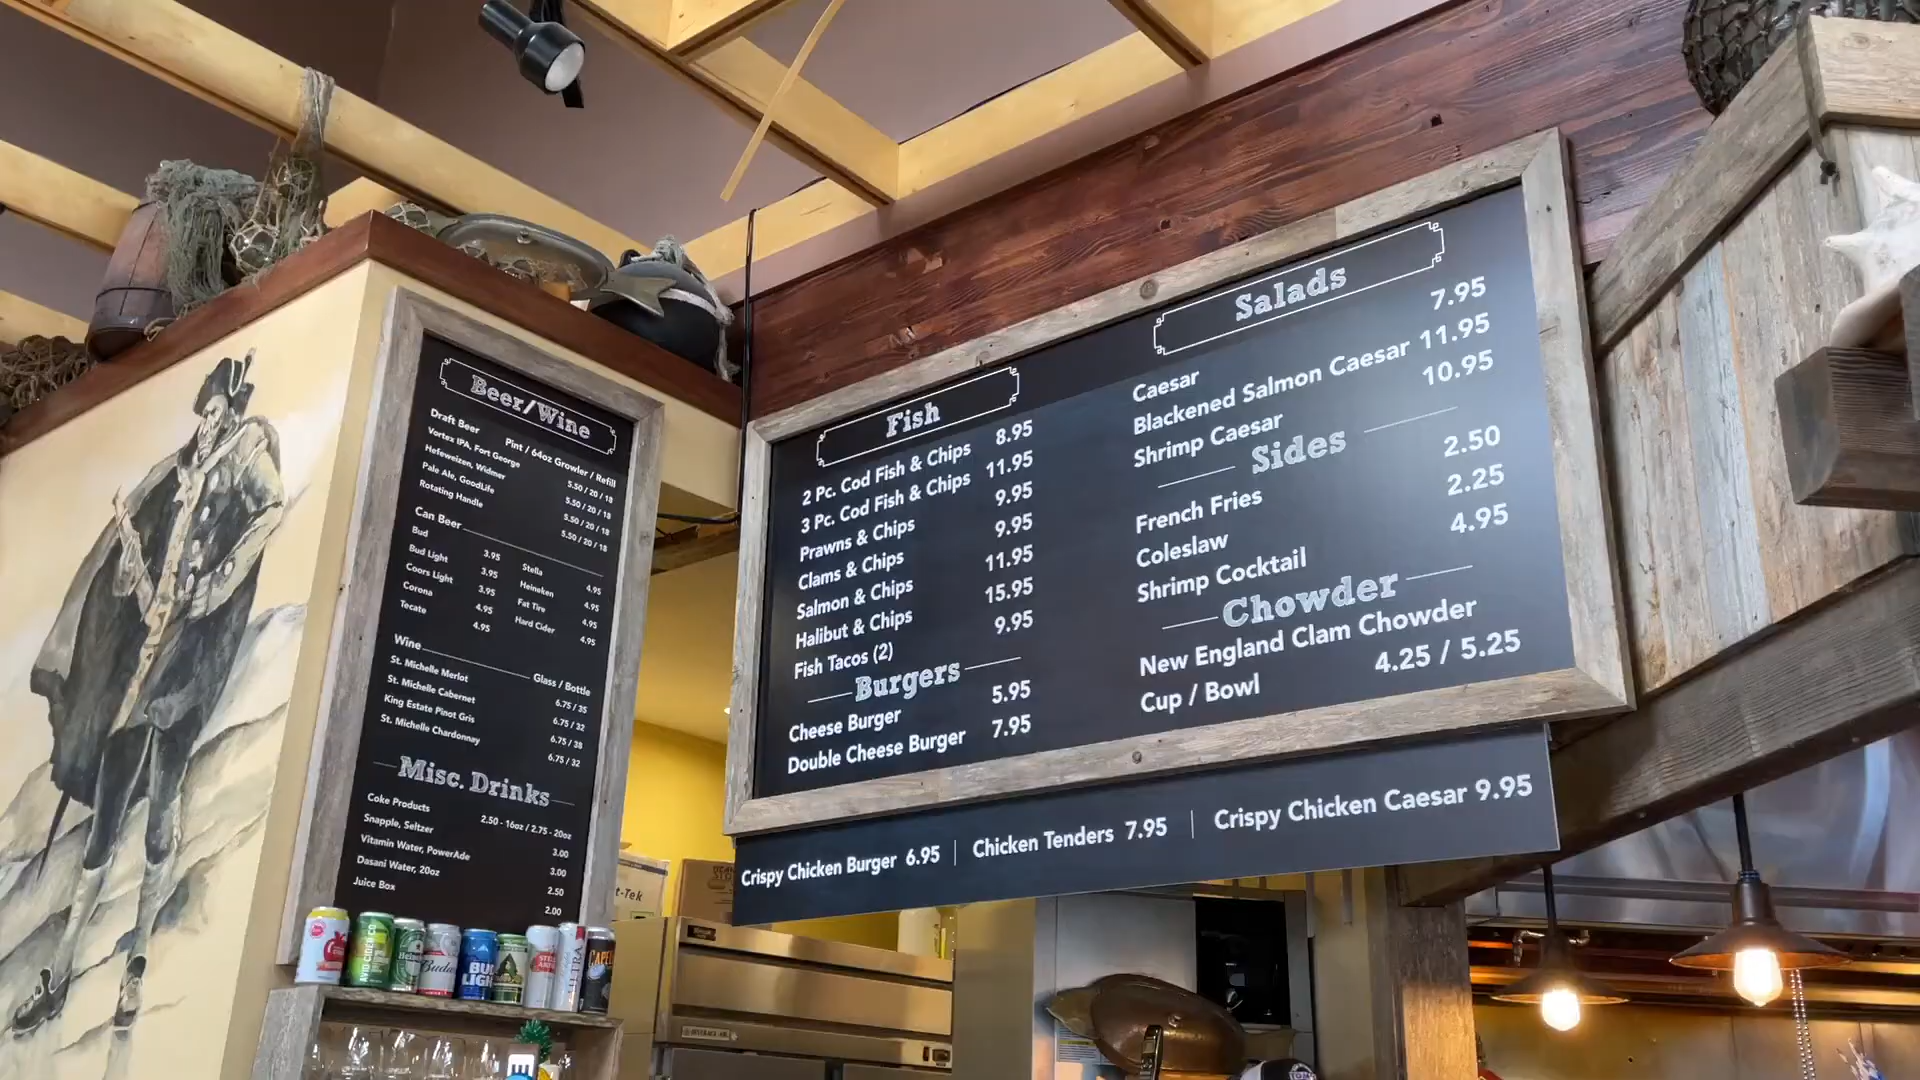 Beer/Wine
Draft Beer Pint / 64oz Growler / Refill
Vortex IPA, Fort George 5.50 / 20 / 18
Hefeweizen, Widmer 5.50 / 20 / 18
Pale Ale, GoodLife 5.50 / 20 / 18
Rotating Handle 5.50 / 20 / 18
Can Beer
Bud 3.95 Stella 4.95
Bud Light 3.95 Heineken 4.95
Coors Light 3.95 Fat Tire 4.95
Corona 4.95 Hard Cider 4.95
Tecate 4.95
Wine Glass / Bottle
St. Michelle Merlot 6.75 / 35
St. Michelle Cabernet 6.75 / 32
King Estate Pinot Gris 6.75 / 38
St. Michelle Chardonnay 6.75 / 32
Misc. Drinks
Coke Products 2.50 - 16oz / 2.75 - 20oz
Snapple, Seltzer 3.00
Vitamin Water, PowerAde 3.00
Dasani Water, 20oz 2.50
Juice Box 2.00
Fish
2 Pc. Cod Fish & Chips 8.95
3 Pc. Cod Fish & Chips 11.95
Prawns & Chips 9.95
Clams & Chips 9.95
Salmon & Chips 11.95
Halibut & Chips 15.95
Fish Tacos (2) 9.95
Burgers
Cheese Burger 5.95
Double Cheese Burger 7.95
Salads
Caesar 7.95
Blackened Salmon Caesar 11.95
Shrimp Caesar 10.95
Sides
French Fries 2.50
Coleslaw 2.25
Shrimp Cocktail 4.95
Chowder
New England Clam Chowder
Cup / Bowl 4.25 / 5.25
Crispy Chicken Burger 6.95 | Chicken Tenders 7.95 | Crispy Chicken Caesar 9.95
t-Tek
BUD
LIGHT
ULTRA